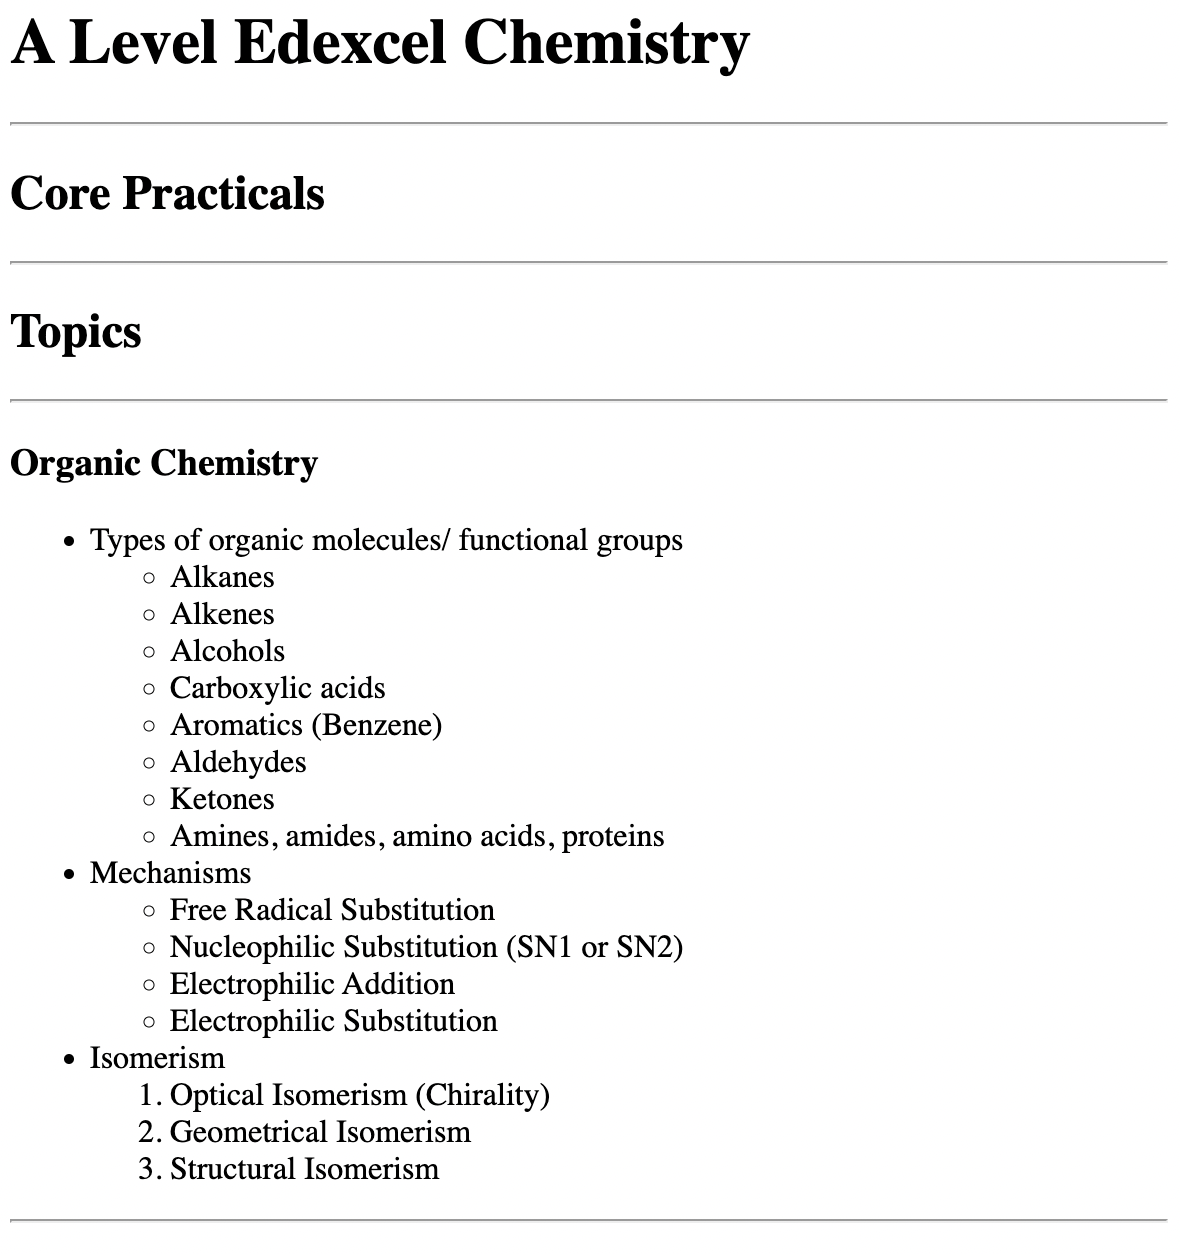 A Level Edexcel Chemistry
Core Practicals
Topics
Organic Chemistry
• Types of organic molecules/ functional groups
◦ Alkanes
◦ Alkenes
◦ Alcohols
◦ Carboxylic acids
◦ Aromatics (Benzene)
◦ Aldehydes
◦ Ketones
◦ Amines, amides, amino acids, proteins
• Mechanisms
◦ Free Radical Substitution
◦ Nucleophilic Substitution (SN1 or SN2)
◦ Electrophilic Addition
◦ Electrophilic Substitution
• Isomerism
1. Optical Isomerism (Chirality)
2. Geometrical Isomerism
3. Structural Isomerism